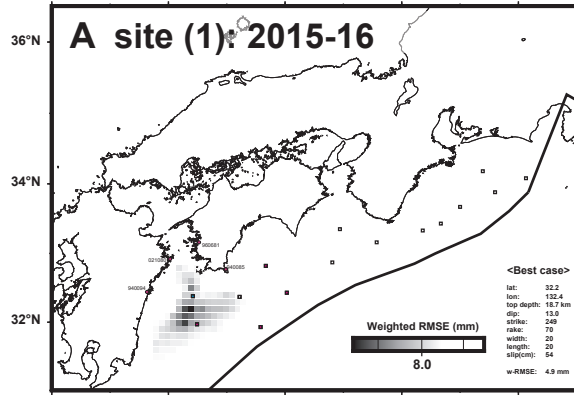 A site (1): 2015-16
36°N
34°N
32°N
960681
021080
940085
940094
Weighted RMSE (mm)
8.0
<Best case>
lat: 32.2
lon: 132.4
top depth: 18.7 km
dip: 13.0
strike: 249
rake: 70
width: 20
length: 20
slip(cm) 54
w-RMSE: 4.9 mm